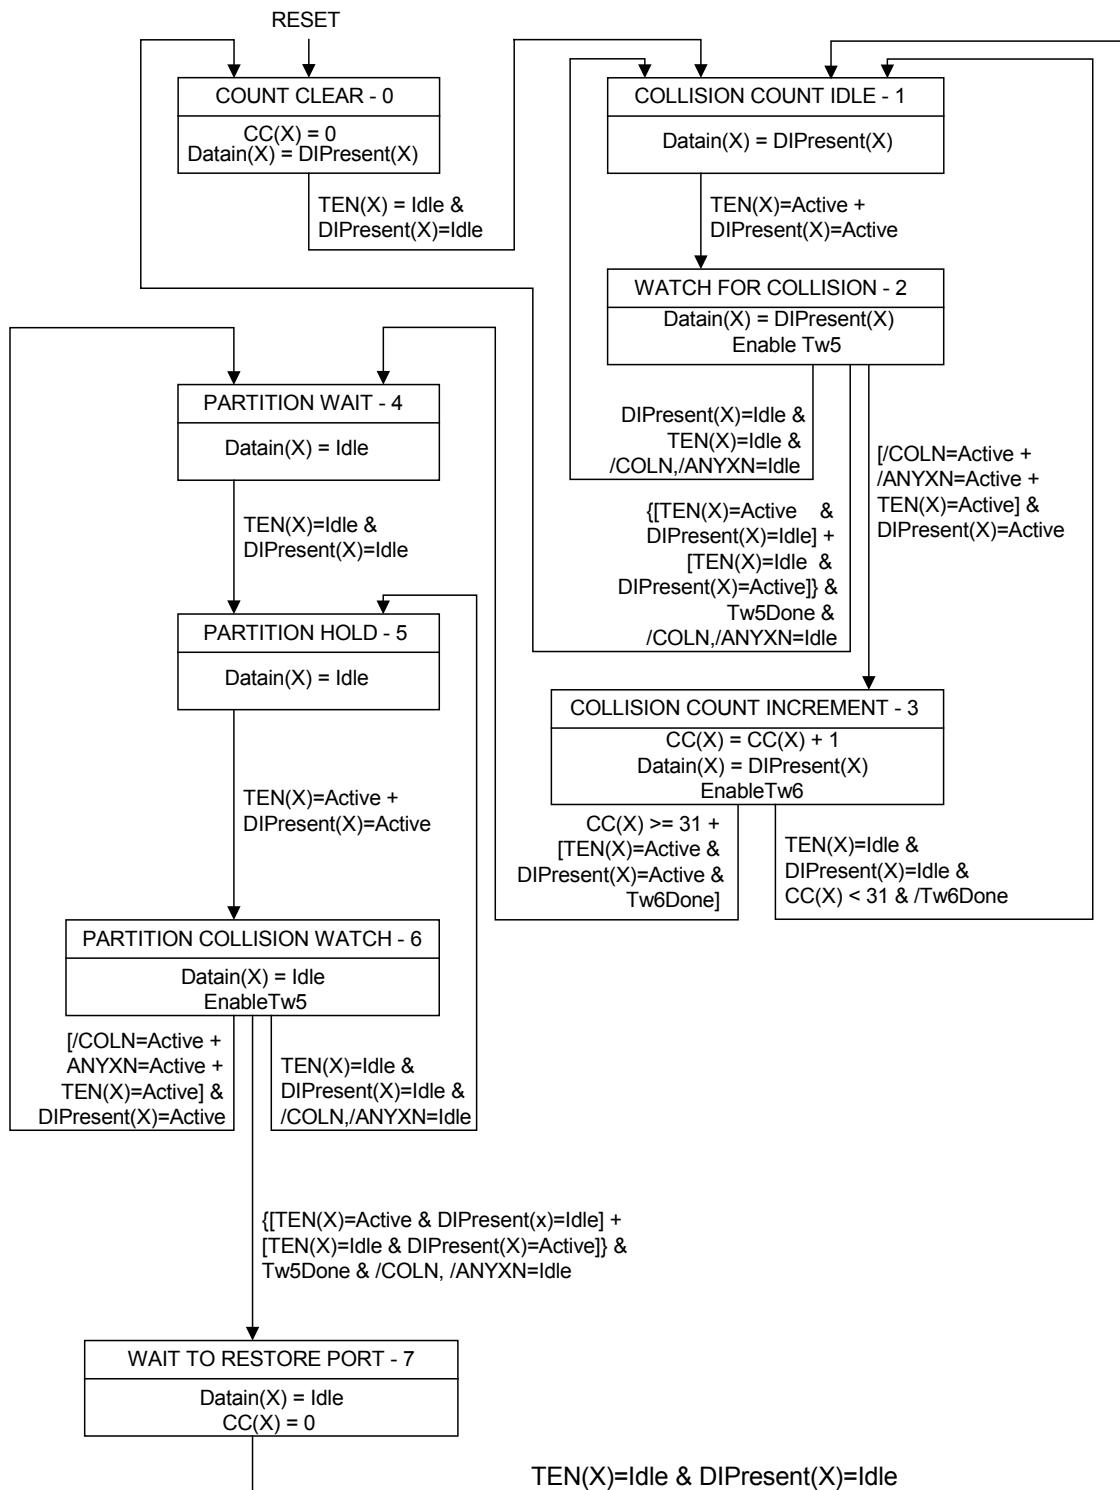 RESET
COUNT CLEAR - 0
CC(X) = 0
Datain(X) = DIPresent(X)
TEN(X) = Idle &
DIPresent(X)=Idle
COLLISION COUNT IDLE - 1
Datain(X) = DIPresent(X)
TEN(X)=Active +
DIPresent(X)=Active
WATCH FOR COLLISION - 2
Datain(X) = DIPresent(X)
Enable Tw5
DIPresent(X)=Idle &
TEN(X)=Idle &
/COLN,/ANYXN=Idle
{[TEN(X)=Active &
DIPresent(X)=Idle] +
[TEN(X)=Idle &
DIPresent(X)=Active]} &
Tw5Done &
/COLN,/ANYXN=Idle
[/COLN=Active +
/ANYXN=Active +
TEN(X)=Active] &
DIPresent(X)=Active
COLLISION COUNT INCREMENT - 3
CC(X) = CC(X) + 1
Datain(X) = DIPresent(X)
EnableTw6
CC(X) >= 31 +
[TEN(X)=Active &
DIPresent(X)=Active &
Tw6Done]
TEN(X)=Idle &
DIPresent(X)=Idle &
CC(X) < 31 & /Tw6Done
PARTITION WAIT - 4
Datain(X) = Idle
TEN(X)=Idle &
DIPresent(X)=Idle
PARTITION HOLD - 5
Datain(X) = Idle
TEN(X)=Active +
DIPresent(X)=Active
PARTITION COLLISION WATCH - 6
Datain(X) = Idle
EnableTw5
[/COLN=Active +
ANYXN=Active +
TEN(X)=Active] &
DIPresent(X)=Active
TEN(X)=Idle &
DIPresent(X)=Idle &
/COLN,/ANYXN=Idle
{[TEN(X)=Active & DIPresent(x)=Idle] +
[TEN(X)=Idle & DIPresent(X)=Active]} &
Tw5Done & /COLN, /ANYXN=Idle
WAIT TO RESTORE PORT - 7
Datain(X) = Idle
CC(X) = 0
TEN(X)=Idle & DIPresent(X)=Idle